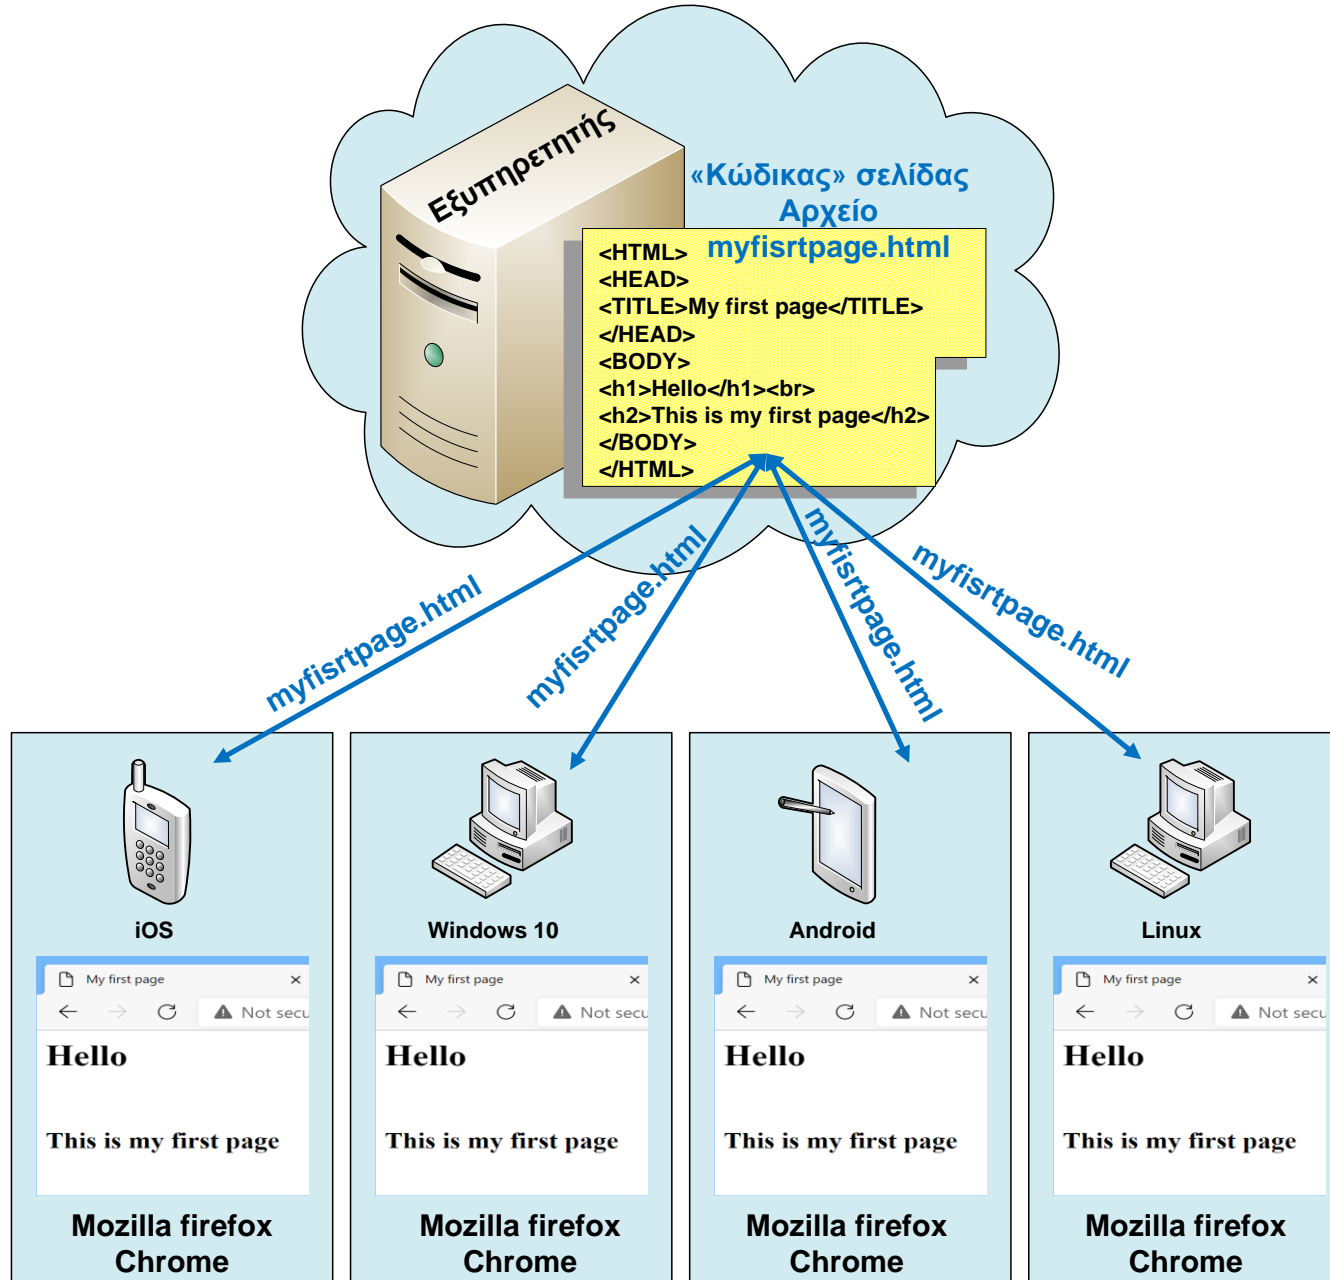 Εξυπηρετητής
«Κώδικας» σελίδας
Αρχείο
myfisrtpage.html
<HTML>
<HEAD>
<TITLE>My first page</TITLE>
</HEAD>
<BODY>
<h1>Hello</h1><br>
<h2>This is my first page</h2>
</BODY>
</HTML>
myfisrtpage.html
myfisrtpage.html
myfisrtpage.html
myfisrtpage.html
iOS
My first page
Not secu
Hello
This is my first page
Mozilla firefox
Chrome
Windows 10
My first page
Not secu
Hello
This is my first page
Mozilla firefox
Chrome
Android
My first page
Not secu
Hello
This is my first page
Mozilla firefox
Chrome
Linux
My first page
Not secu
Hello
This is my first page
Mozilla firefox
Chrome